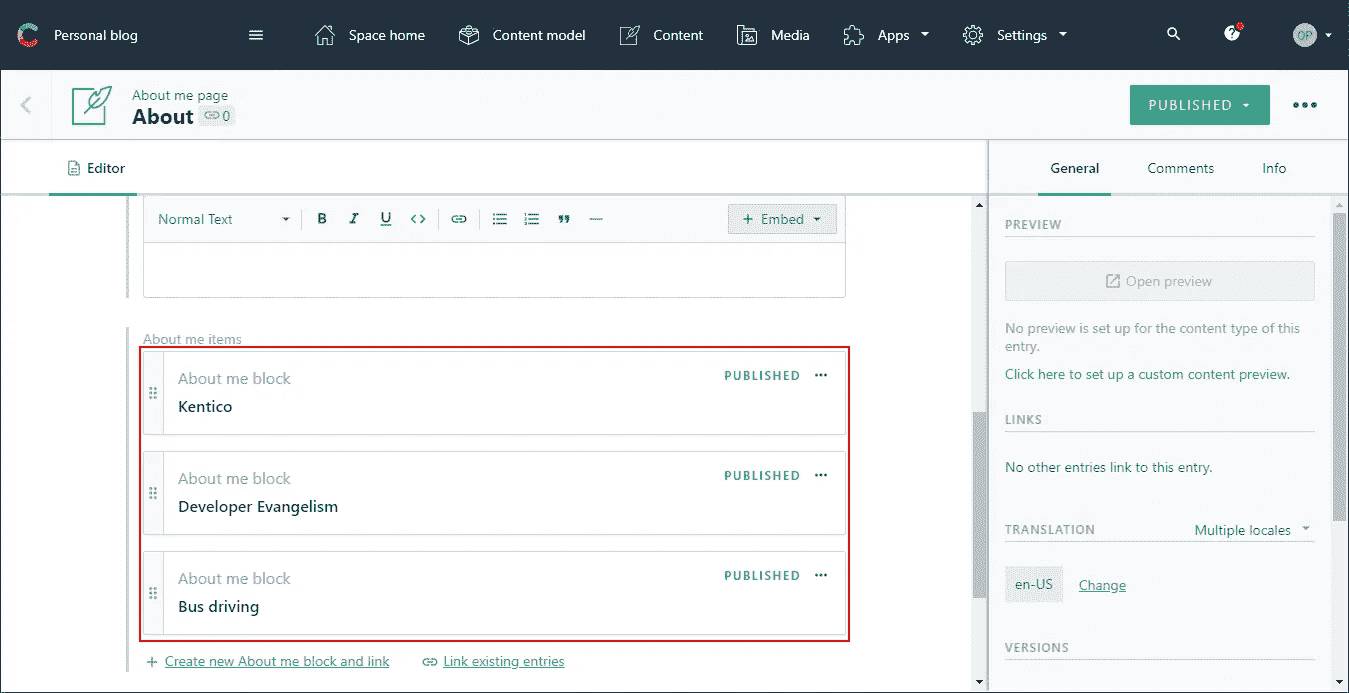 Personal blog
Space home
Content model
Content
Media
Apps
Settings
?
OP
About me page
About 0
PUBLISHED
Editor
General
Comments
Info
Normal Text
B I U <>
+ Embed
About me items
About me block
PUBLISHED
Kentico
About me block
PUBLISHED
Developer Evangelism
About me block
PUBLISHED
Bus driving
+ Create new About me block and link
Link existing entries
PREVIEW
Open preview
No preview is set up for the content type of this
entry.
Click here to set up a custom content preview.
LINKS
No other entries link to this entry.
TRANSLATION
Multiple locales
en-US
Change
VERSIONS